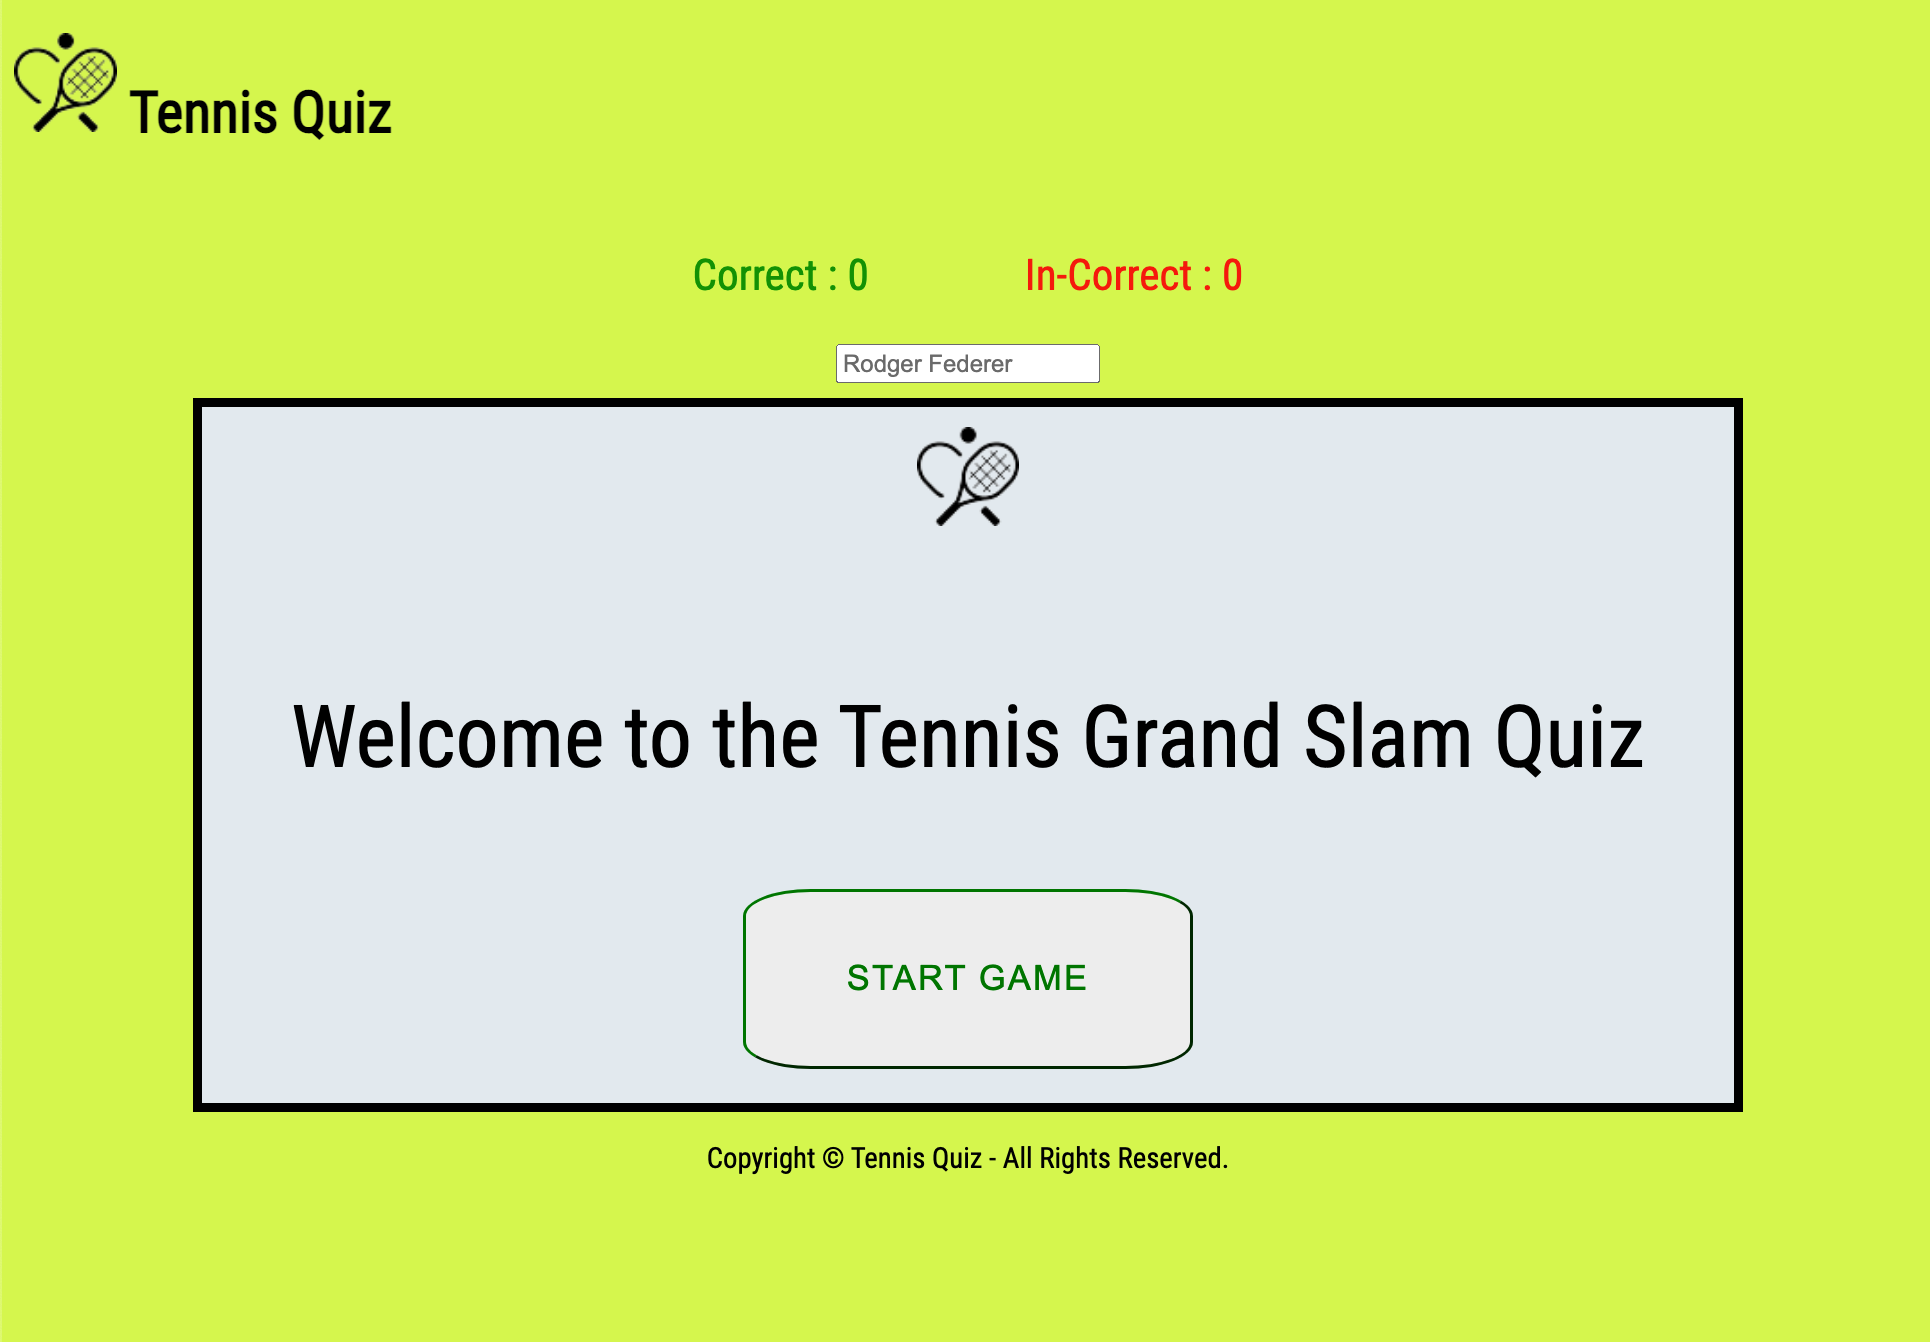 Tennis Quiz
Correct : 0 In-Correct : 0
Rodger Federer
Welcome to the Tennis Grand Slam Quiz
START GAME
Copyright © Tennis Quiz - All Rights Reserved.